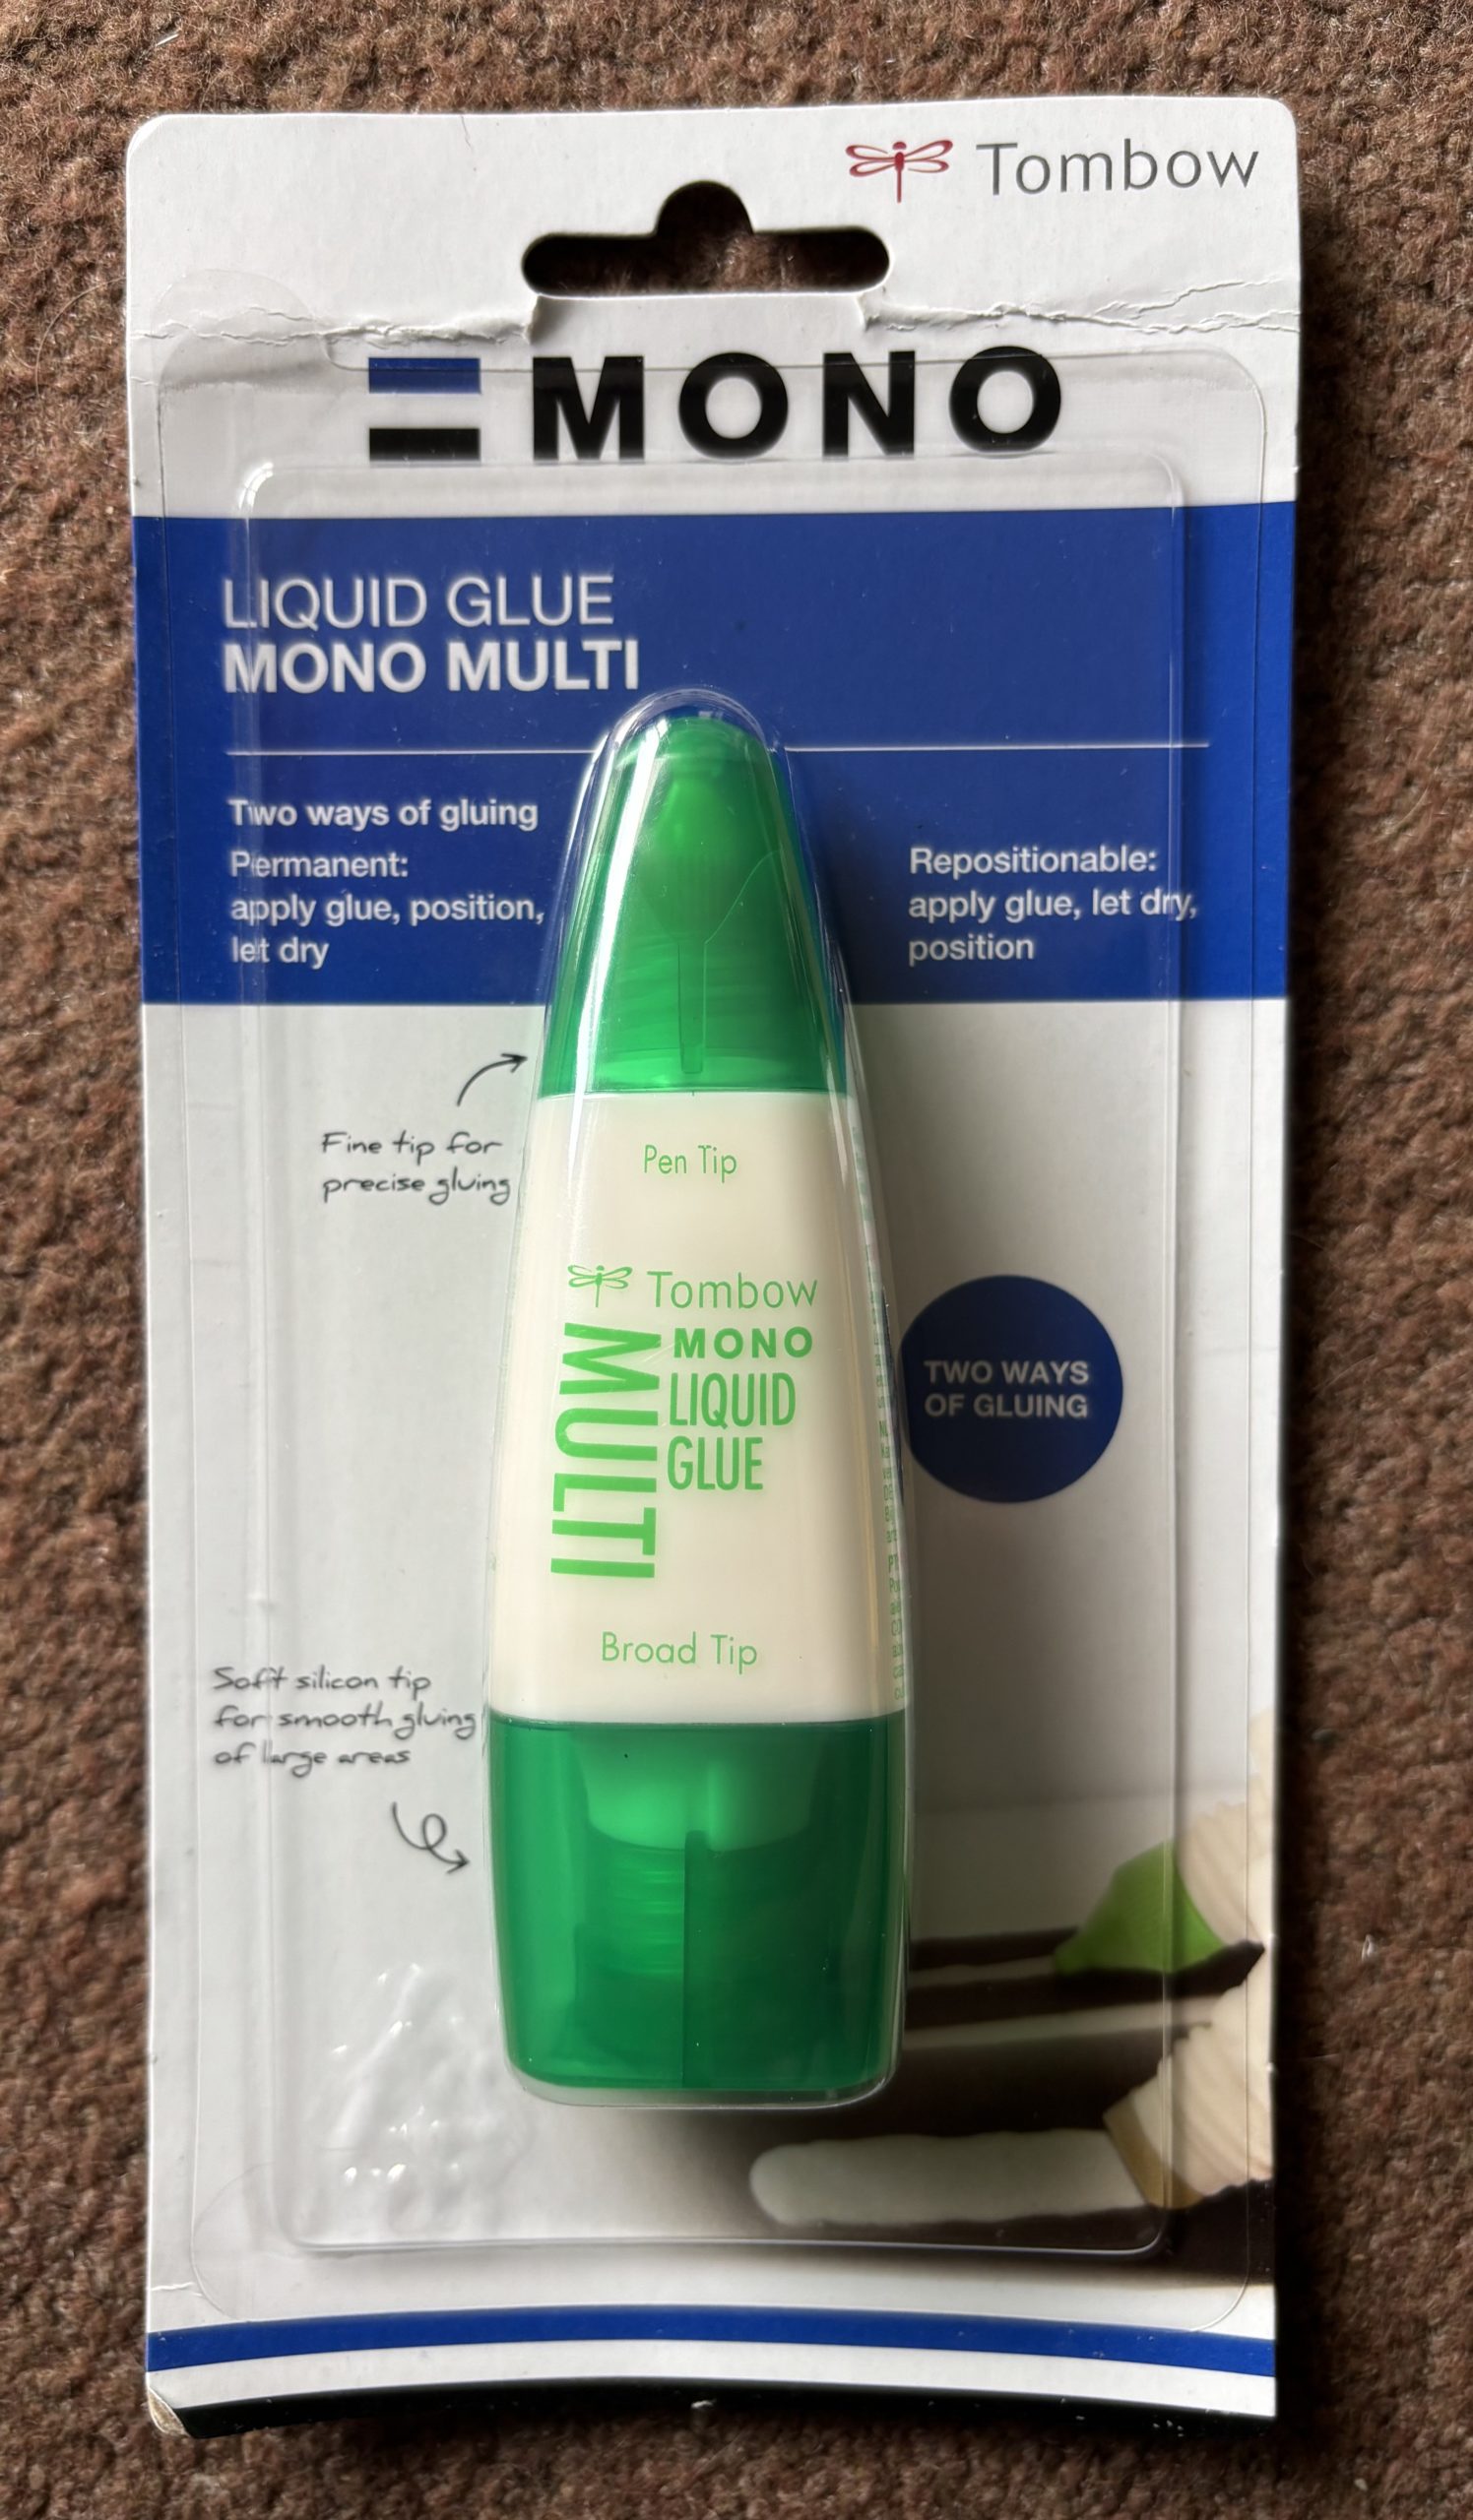 Tombow
MONO
LIQUID GLUE
MONO MULTI
Two ways of gluing
Permanent:
apply glue, position,
let dry
Repositionable:
apply glue, let dry,
position
Fine tip for
precise gluing
Pen Tip
Tombow
MONO
LIQUID
GLUE
MULTI
Broad Tip
TWO WAYS
OF GLUING
Soft silicon tip
for smooth gluing
of large areas